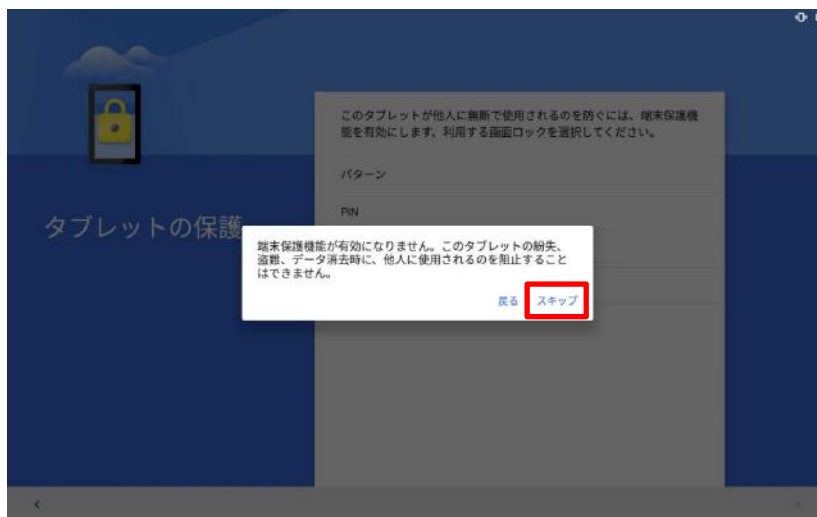 このタブレットが他人に無断で使用されるのを防ぐには、端末保護機
能を有効にします。利用する画面ロックを選択してください。
パターン
PIN
タブレットの保護
端末保護機能が有効になりません。このタブレットの紛失、
盗難、データ消去時に、他人に使用されるのを阻止すること
はできません。
戻る スキップ